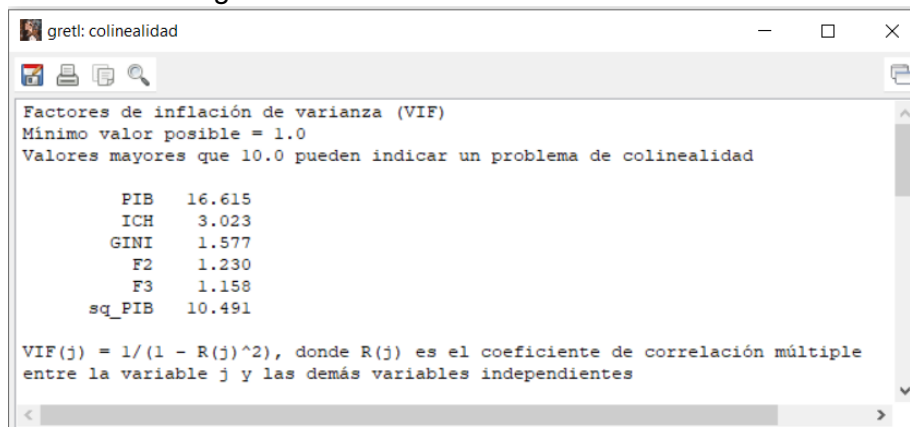 gretl: colinealidad
Factores de inflación de varianza (VIF)
Mínimo valor posible = 1.0
Valores mayores que 10.0 pueden indicar un problema de colinealidad
PIB 16.615
ICH 3.023
GINI 1.577
F2 1.230
F3 1.158
sq_PIB 10.491
VIF(j) = 1/(1 - R(j)^2), donde R(j) es el coeficiente de correlación múltiple
entre la variable j y las demás variables independientes